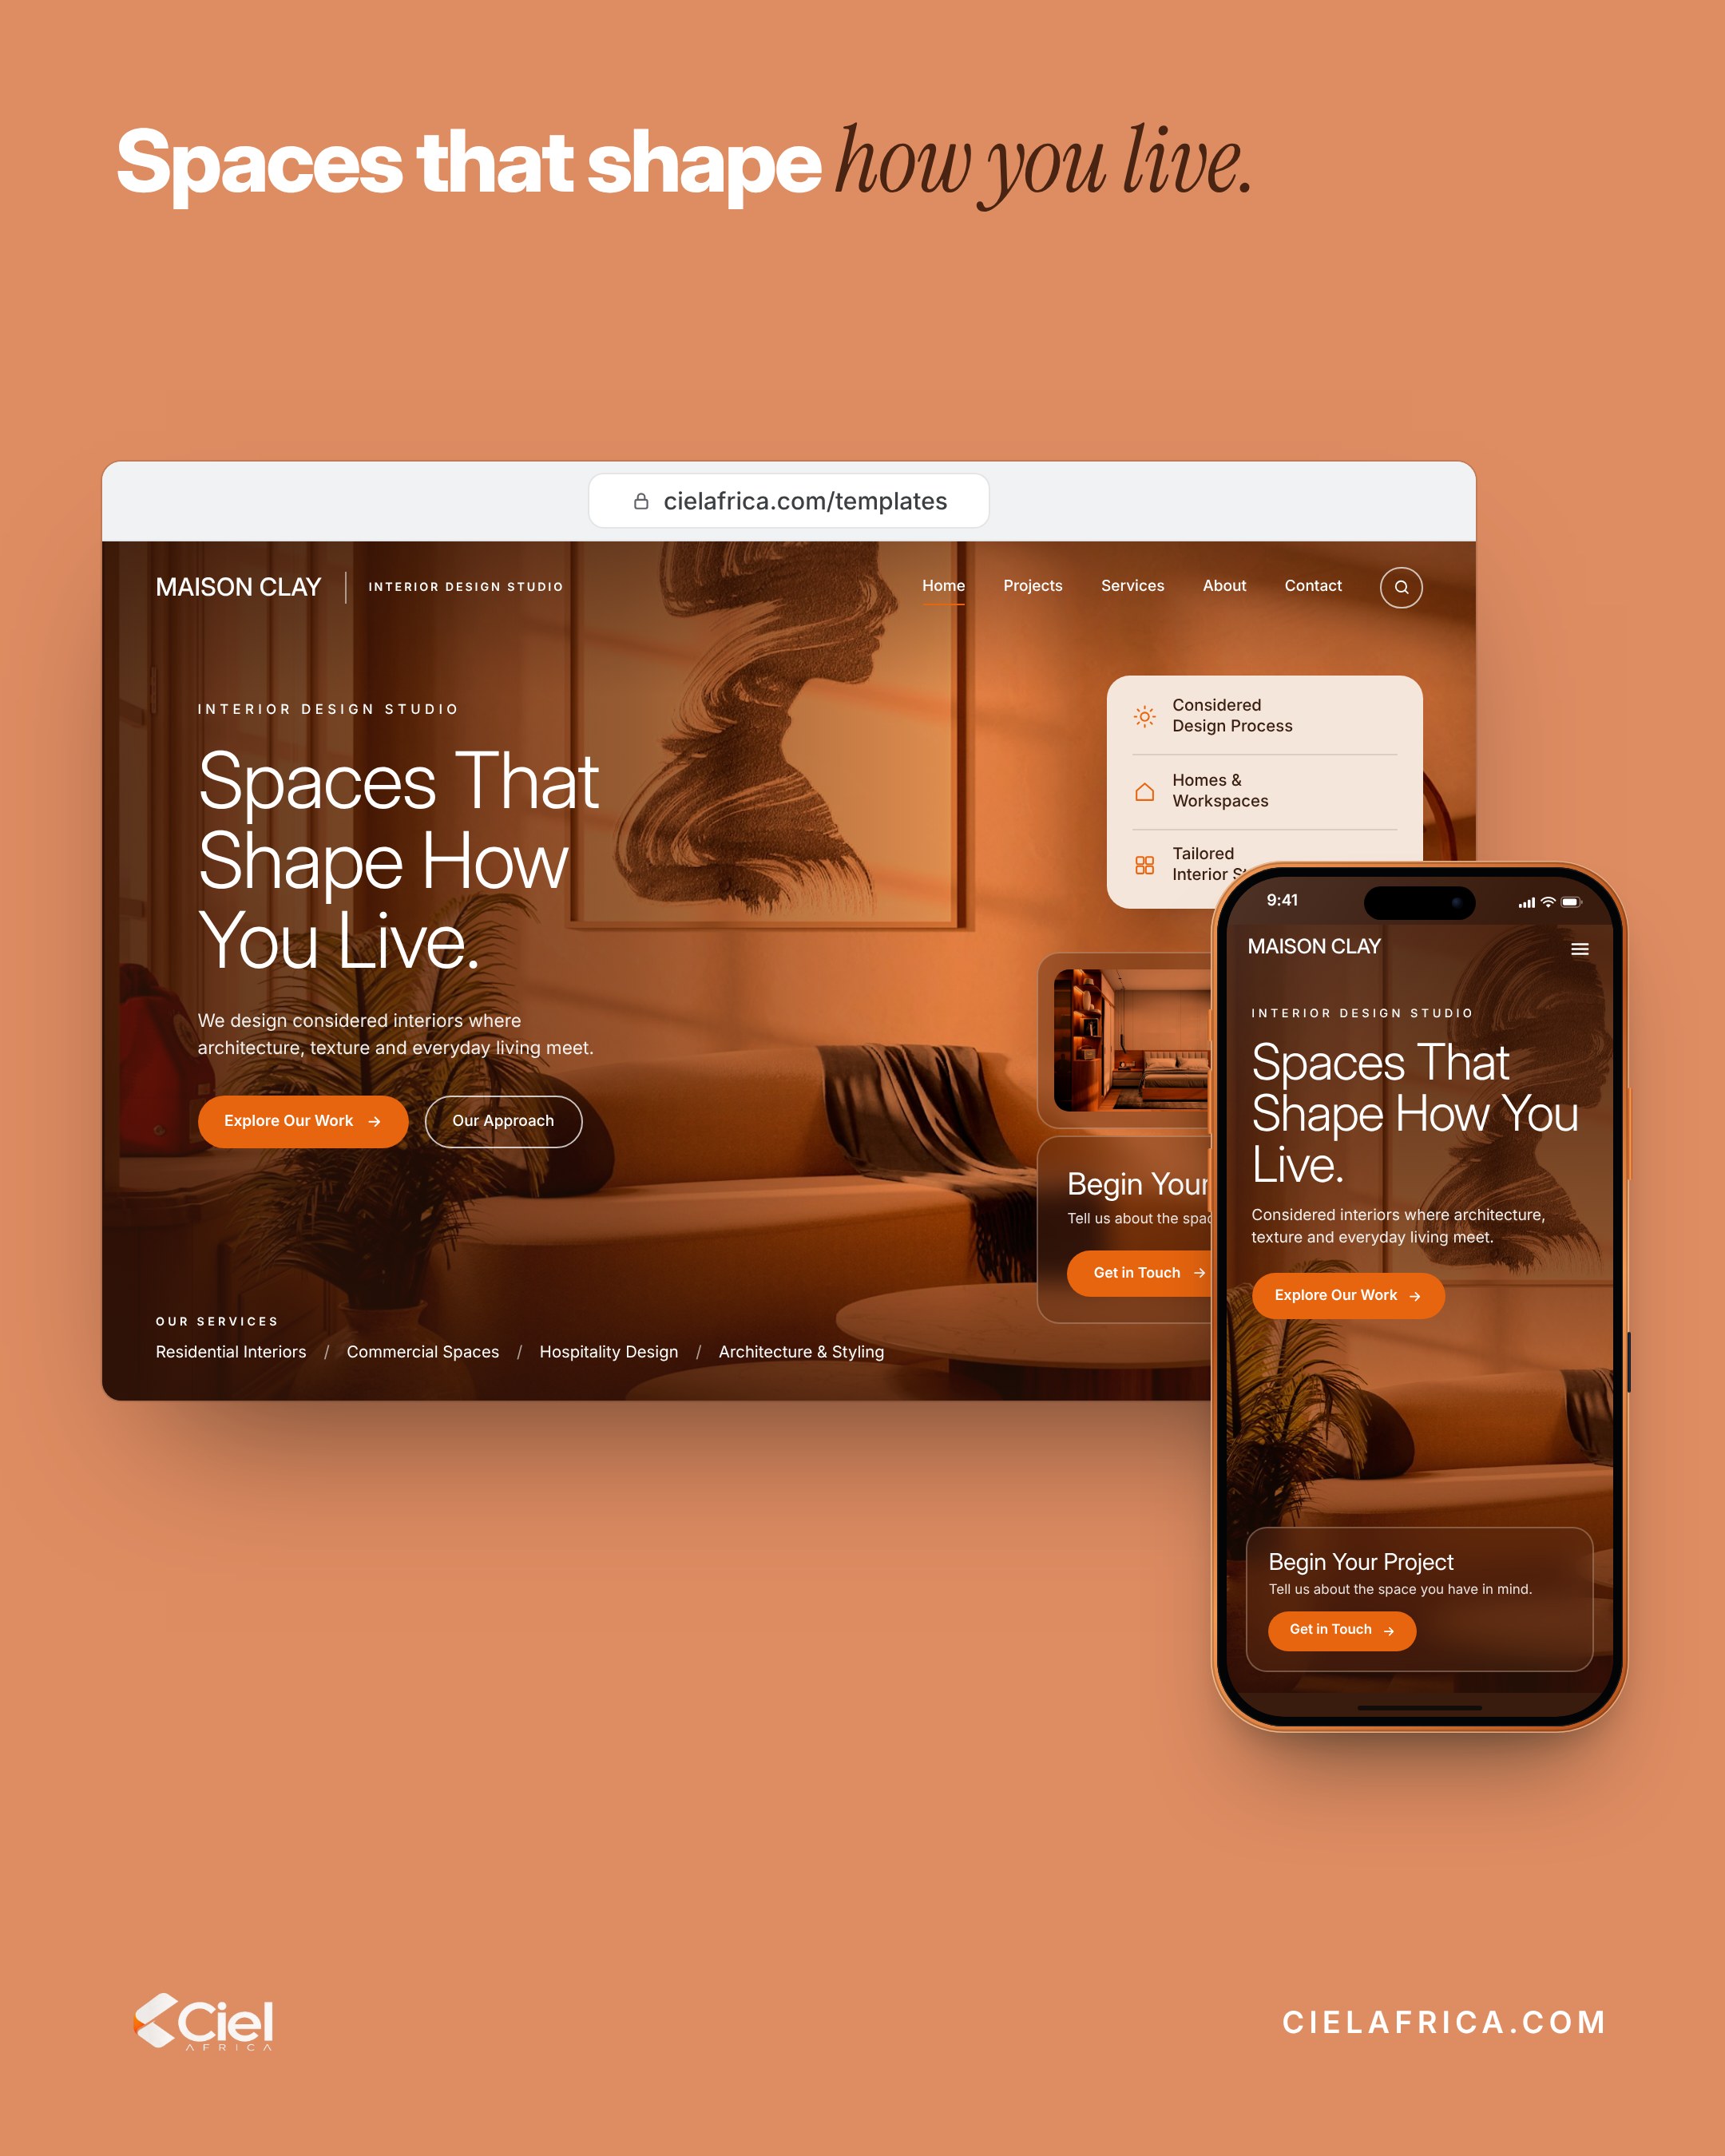 Spaces that shape how you live.
cielafrica.com/templates
MAISON CLAY
INTERIOR DESIGN STUDIO
Home
Projects
Services
About
Contact
INTERIOR DESIGN STUDIO
Spaces That
Shape How
You Live.
We design considered interiors where
architecture, texture and everyday living meet.
Explore Our Work
Our Approach
Considered
Design Process
Homes &
Workspaces
Tailored
Interior
Begin Your
Tell us about the
Get in Touch
OUR SERVICES
Residential Interiors / Commercial Spaces / Hospitality Design / Architecture & Styling
9:41
MAISON CLAY
INTERIOR DESIGN STUDIO
Spaces That
Shape How You
Live.
Considered interiors where architecture,
texture and everyday living meet.
Explore Our Work
Begin Your Project
Tell us about the space you have in mind.
Get in Touch
Ciel
AFRICA
CIELAFRICA.COM